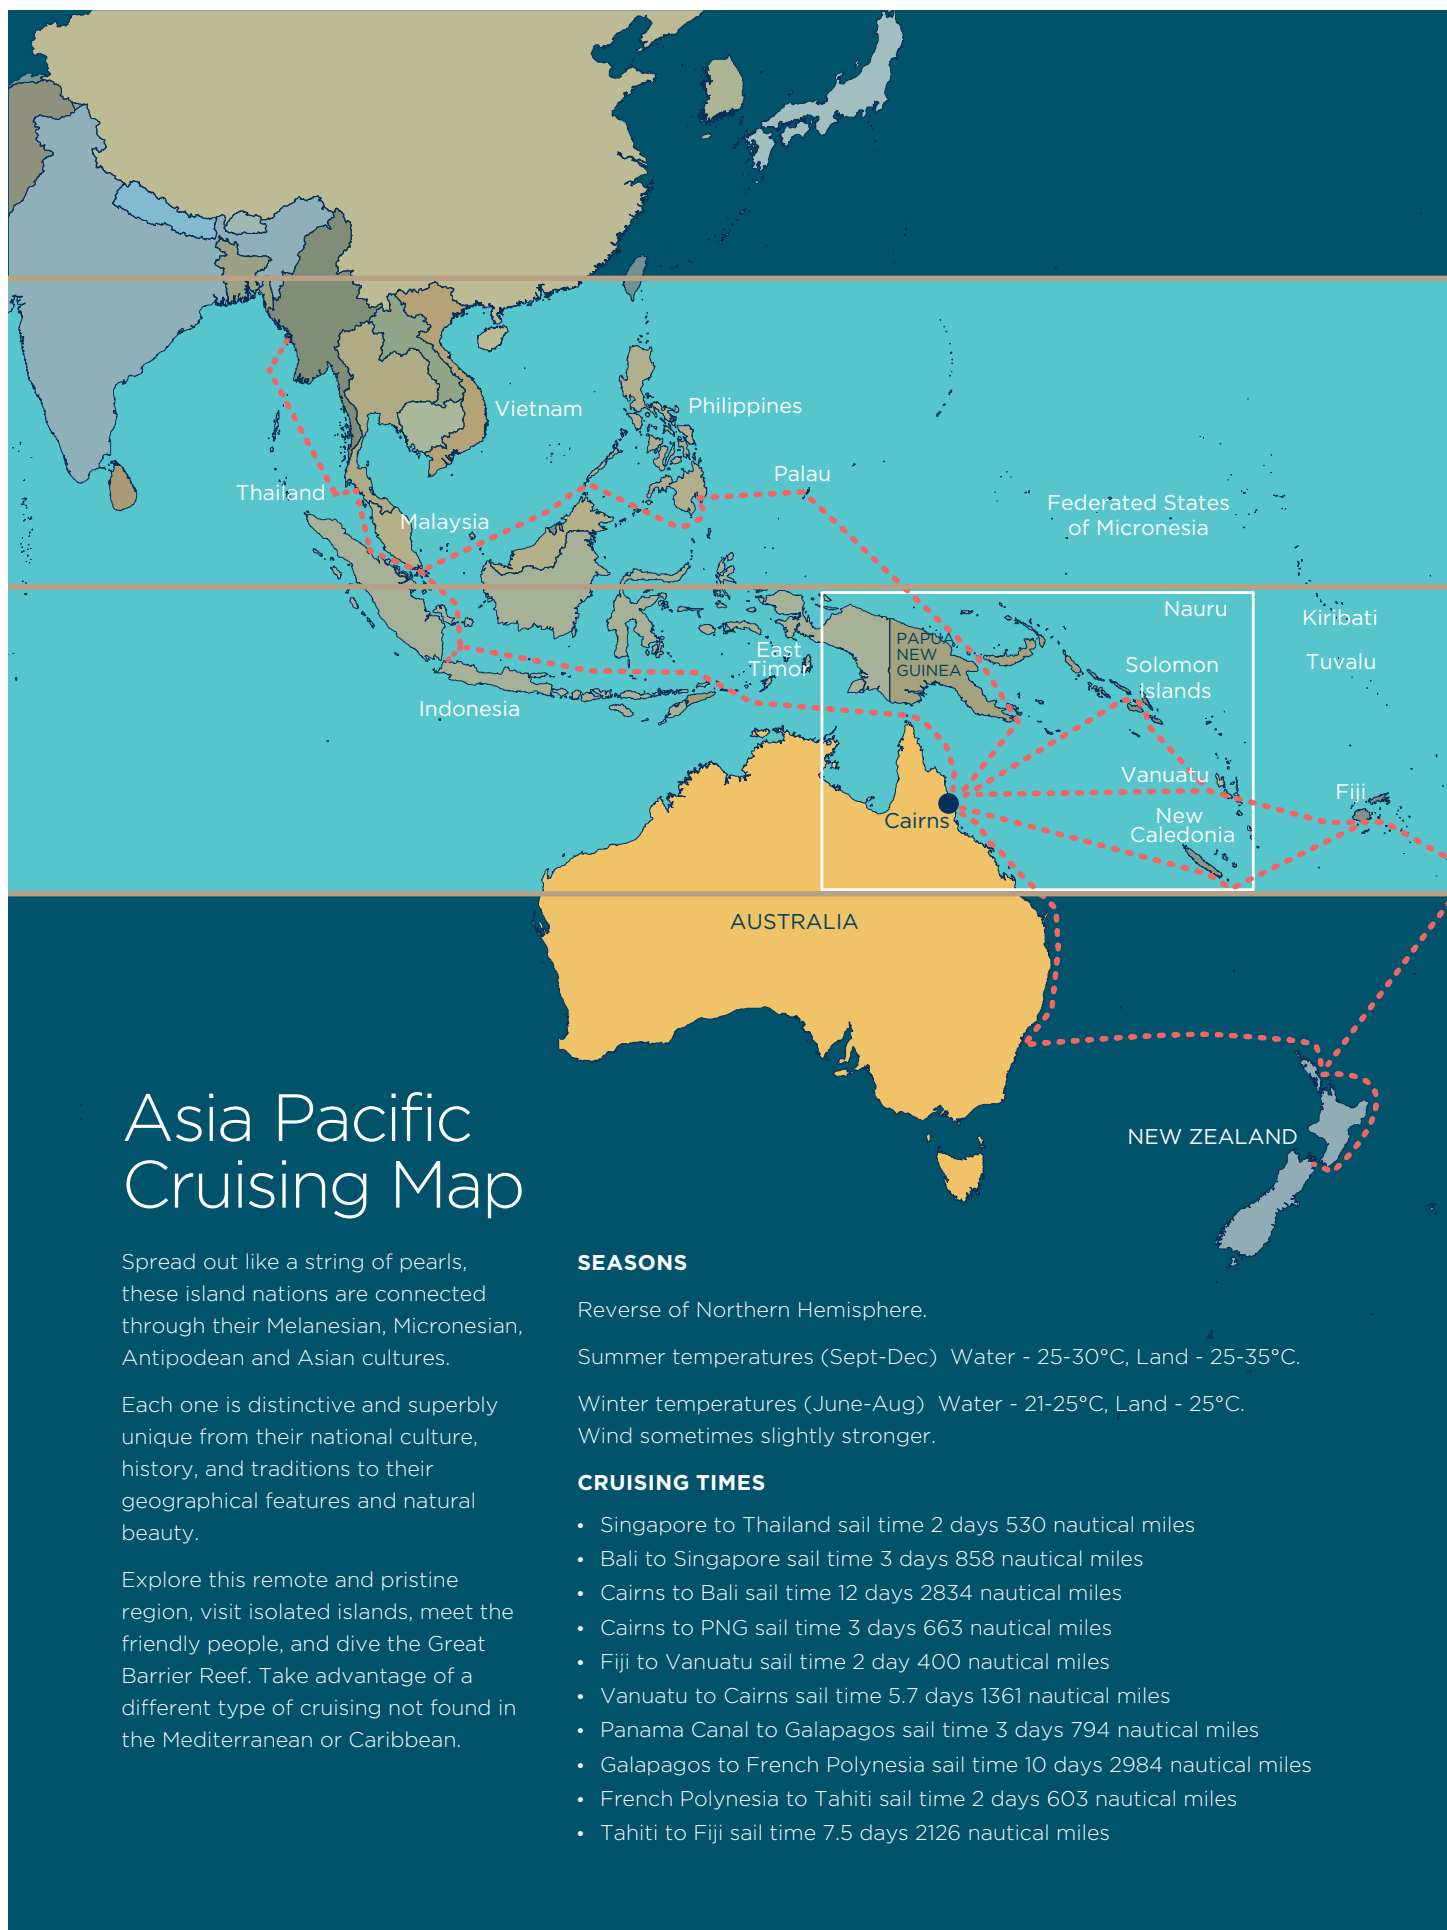 Vietnam
Philippines
Palau
Thailand
Federated States
of Micronesia
Malaysia
Nauru
Kiribati
PAPUA
NEW
GUINEA
East
Timor
Solomon
Islands
Tuvalu
Indonesia
Vanuatu
Fiji
New
Caledonia
Cairns
AUSTRALIA
NEW ZEALAND
Asia Pacific
Cruising Map
Spread out like a string of pearls,
these island nations are connected
through their Melanesian, Micronesian,
Antipodean and Asian cultures.
Each one is distinctive and superbly
unique from their national culture,
history, and traditions to their
geographical features and natural
beauty.
Explore this remote and pristine
region, visit isolated islands, meet the
friendly people, and dive the Great
Barrier Reef. Take advantage of a
different type of cruising not found in
the Mediterranean or Caribbean.
SEASONS
Reverse of Northern Hemisphere.
Summer temperatures (Sept-Dec) Water - 25-30°C, Land - 25-35°C.
Winter temperatures (June-Aug) Water - 21-25°C, Land - 25°C.
Wind sometimes slightly stronger.
CRUISING TIMES
• Singapore to Thailand sail time 2 days 530 nautical miles
• Bali to Singapore sail time 3 days 858 nautical miles
• Cairns to Bali sail time 12 days 2834 nautical miles
• Cairns to PNG sail time 3 days 663 nautical miles
• Fiji to Vanuatu sail time 2 day 400 nautical miles
• Vanuatu to Cairns sail time 5.7 days 1361 nautical miles
• Panama Canal to Galapagos sail time 3 days 794 nautical miles
• Galapagos to French Polynesia sail time 10 days 2984 nautical miles
• French Polynesia to Tahiti sail time 2 days 603 nautical miles
• Tahiti to Fiji sail time 7.5 days 2126 nautical miles